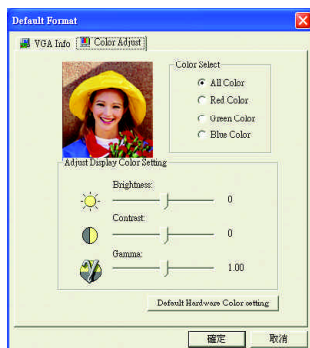 Default Format
VGA Info
Color Adjust
Color Select
All Color
Red Color
Green Color
Blue Color
Adjust Display Color Setting
Brightness: 0
Contrast: 0
Gamma: 1.00
Default Hardware Color setting
確定 取消